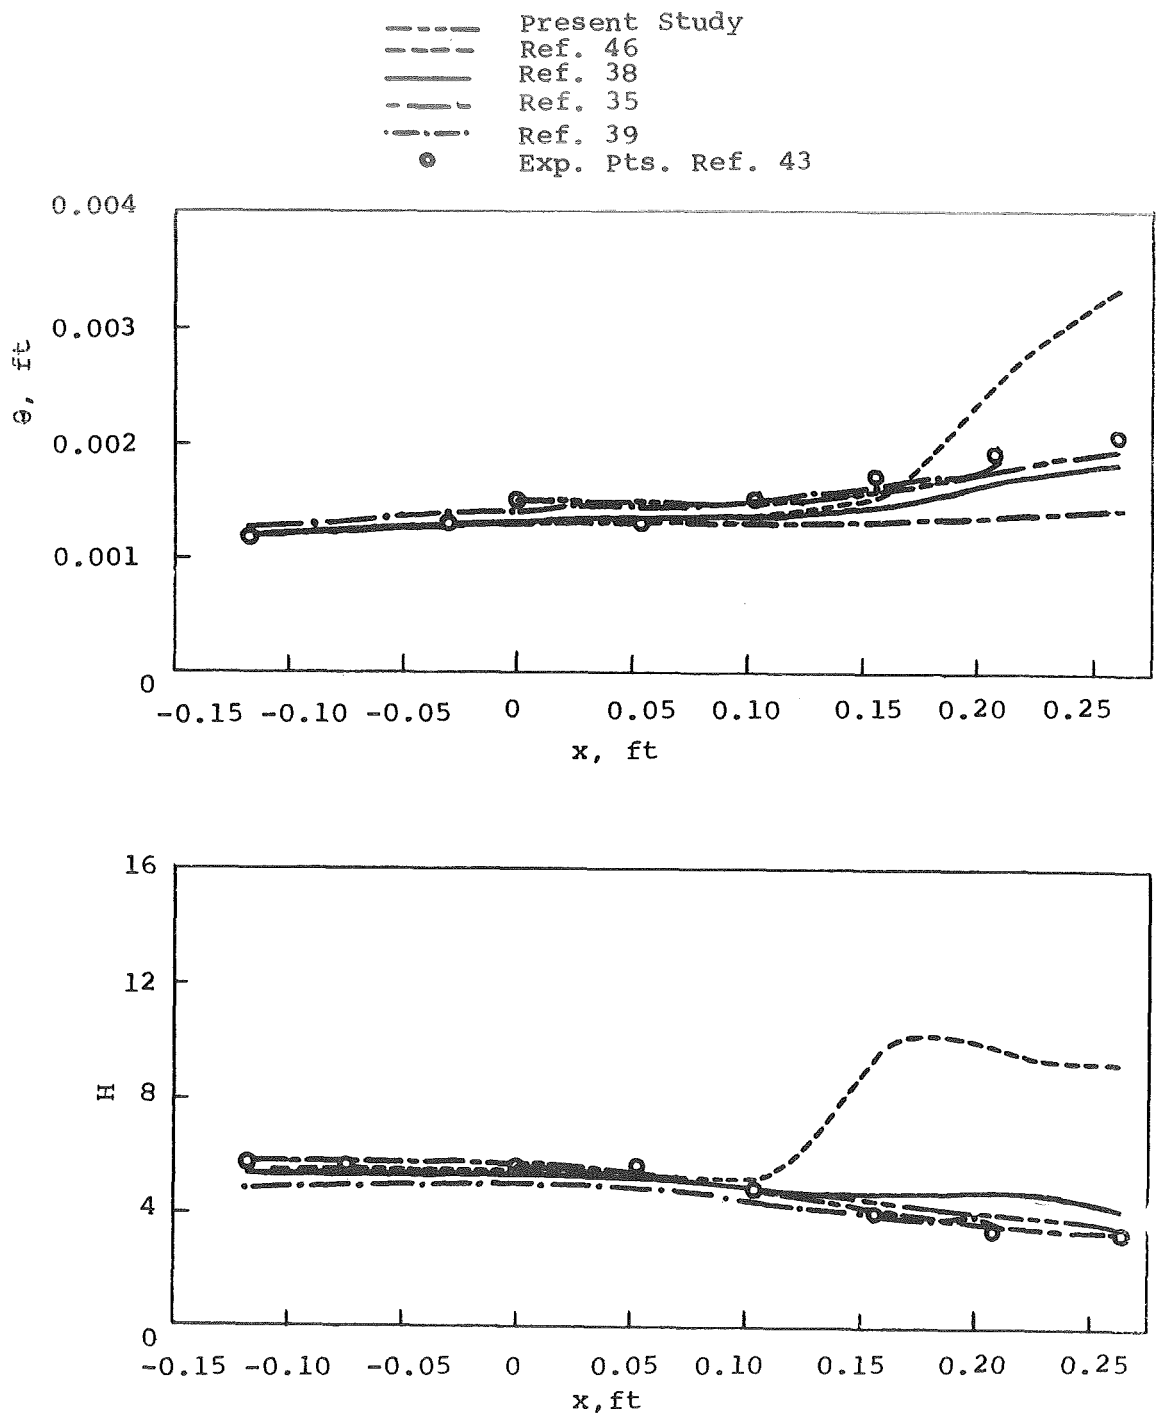 Present Study
Ref. 46
Ref. 38
Ref. 35
Ref. 39
Exp. Pts. Ref. 43
0.004
0.003
θ, ft
0.002
0.001
0
-0.15 -0.10 -0.05 0 0.05 0.10 0.15 0.20 0.25
x, ft
16
12
H
8
4
0
-0.15 -0.10 -0.05 0 0.05 0.10 0.15 0.20 0.25
x,ft